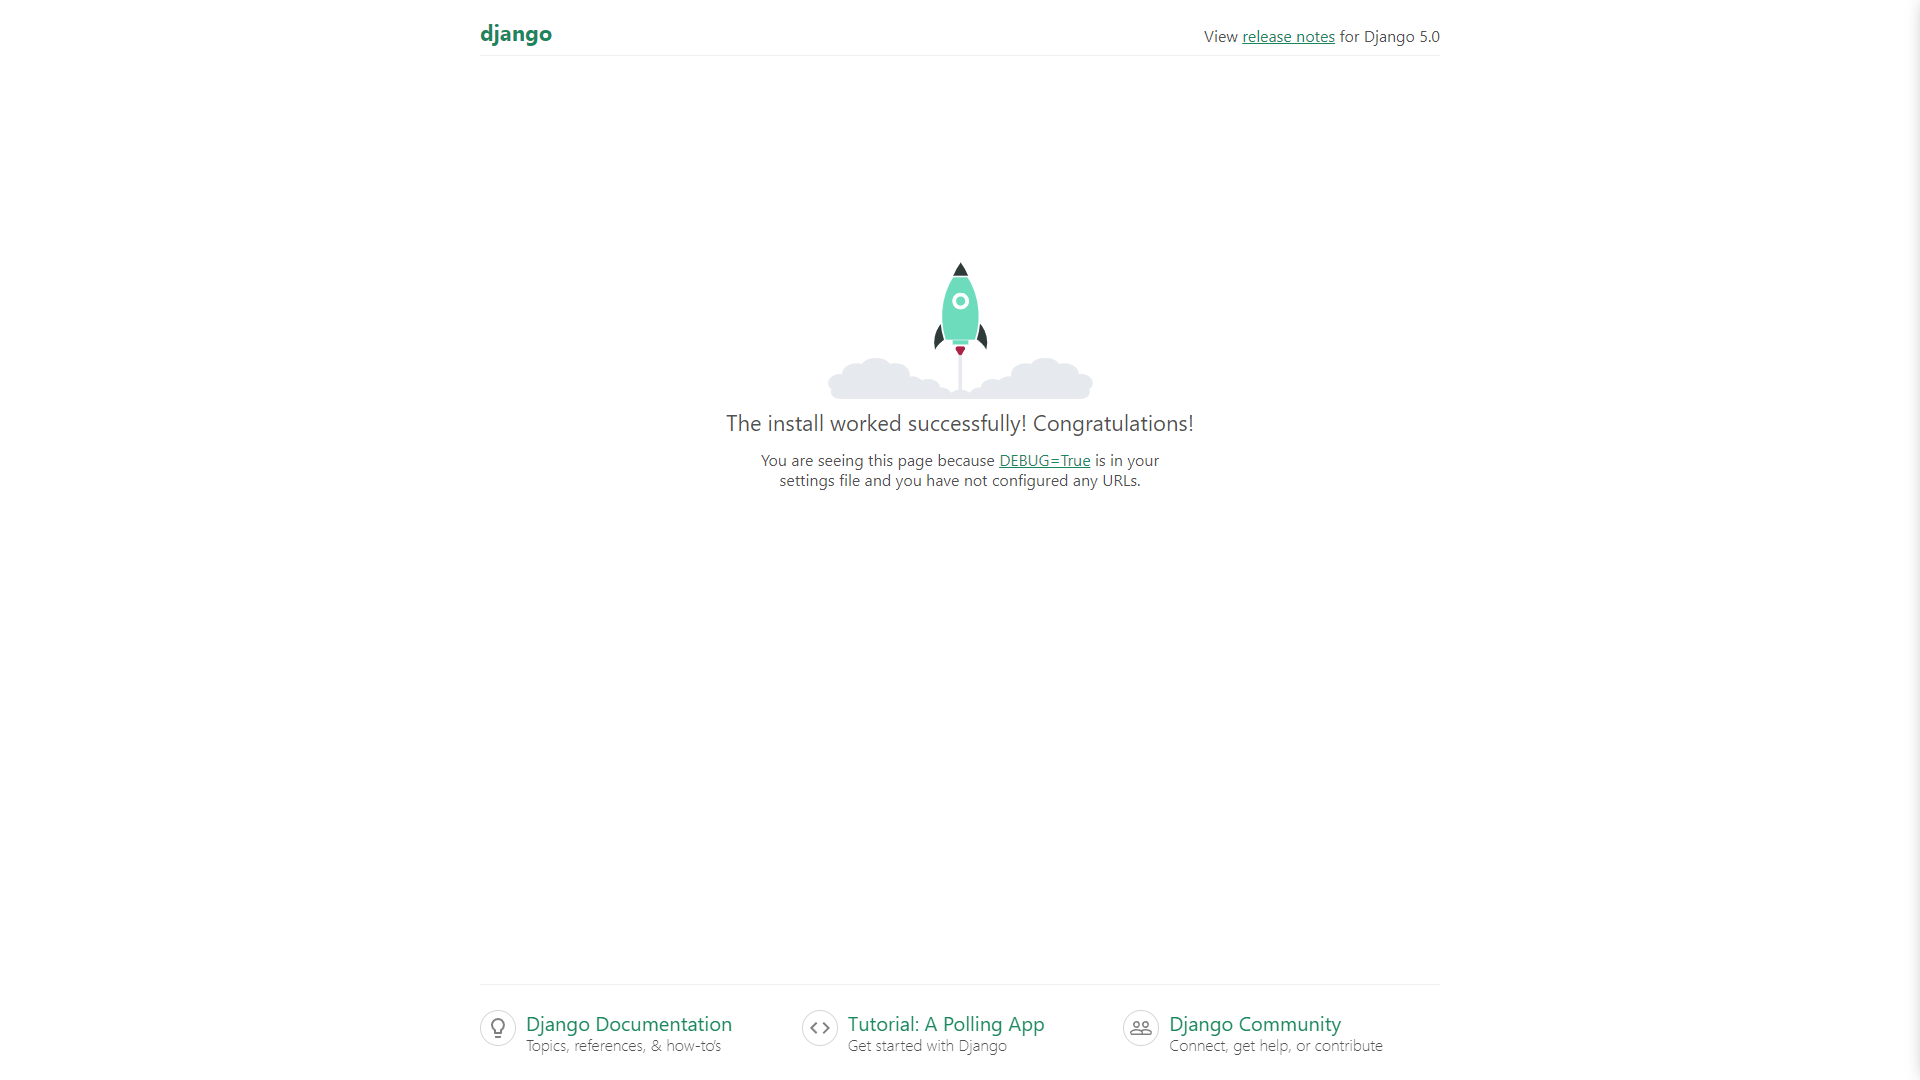 django
View release notes for Django 5.0
The install worked successfully! Congratulations!
You are seeing this page because DEBUG=True is in your
settings file and you have not configured any URLs.
Django Documentation
Topics, references, & how-to’s
Tutorial: A Polling App
Get started with Django
Django Community
Connect, get help, or contribute